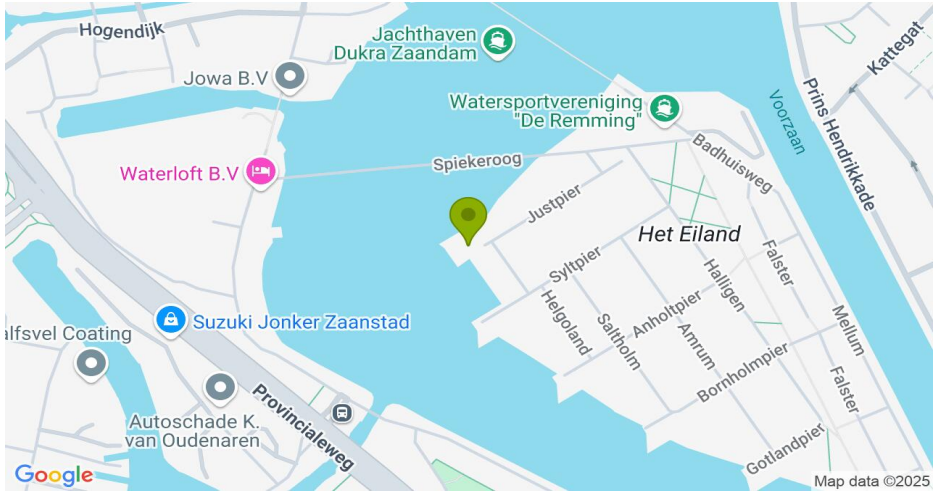 Hogendijk
Jachthaven
Dukra Zaandam
Kattegat
Jowa B.V
Watersportvereniging
"De Remming"
Voorzaan
Prins Hendrikkade
Waterloft B.V
Spiekeroog
Badhuisweg
Justpier
Het Eiland
Syltpier
Halligen
Falster
Helgoland
Saltholm
Anholtpier
Mellum
Suzuki Jonker Zaanstad
alfsvel Coating
Amrum
Bornholmpier
Falster
Autoschade K.
van Oudenaren
Provincialeweg
Gotlandpier
Google
Map data ©2025